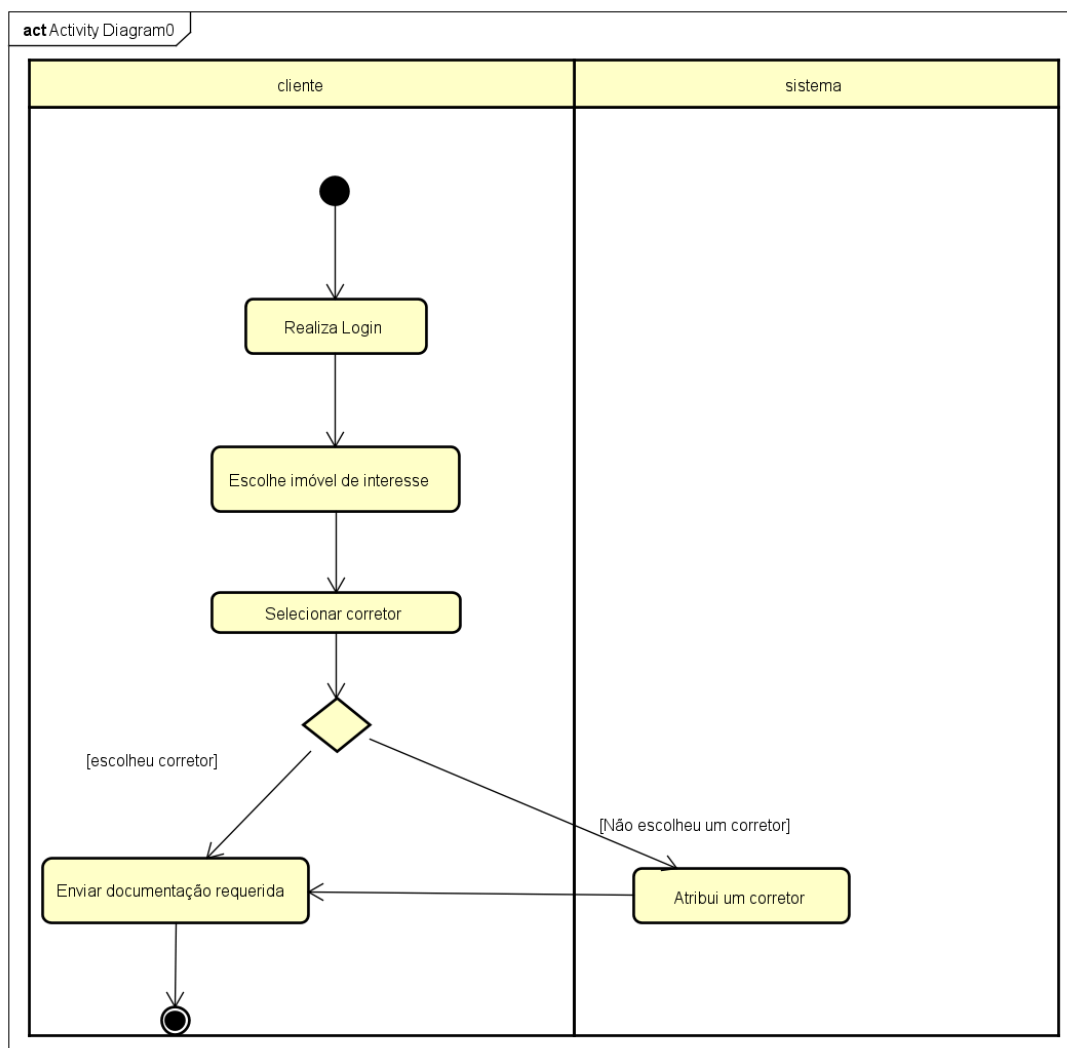 act Activity Diagram0
cliente
sistema
Realiza Login
Escolhe imóvel de interesse
Selecionar corretor
[escolheu corretor]
[Não escolheu um corretor]
Enviar documentação requerida
Atribui um corretor